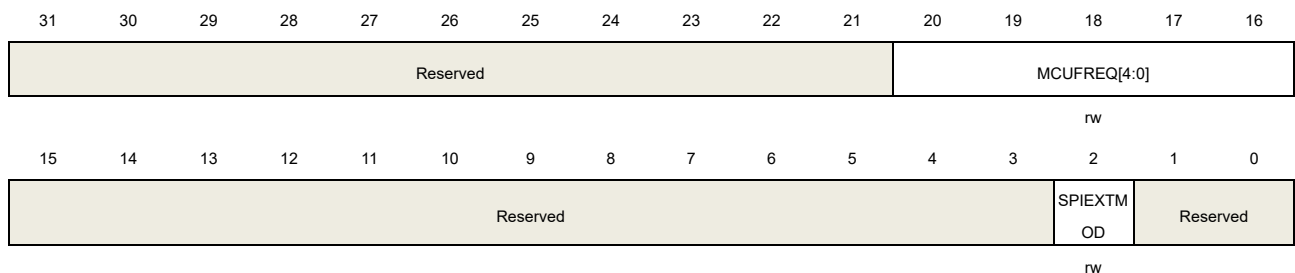 31 30 29 28 27 26 25 24 23 22 21 20 19 18 17 16
Reserved MCUFREQ[4:0]
rw
15 14 13 12 11 10 9 8 7 6 5 4 3 2 1 0
Reserved SPIEXTM
OD Reserved
rw